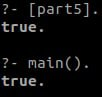 ?- [part5].
true.
?- main().
true.